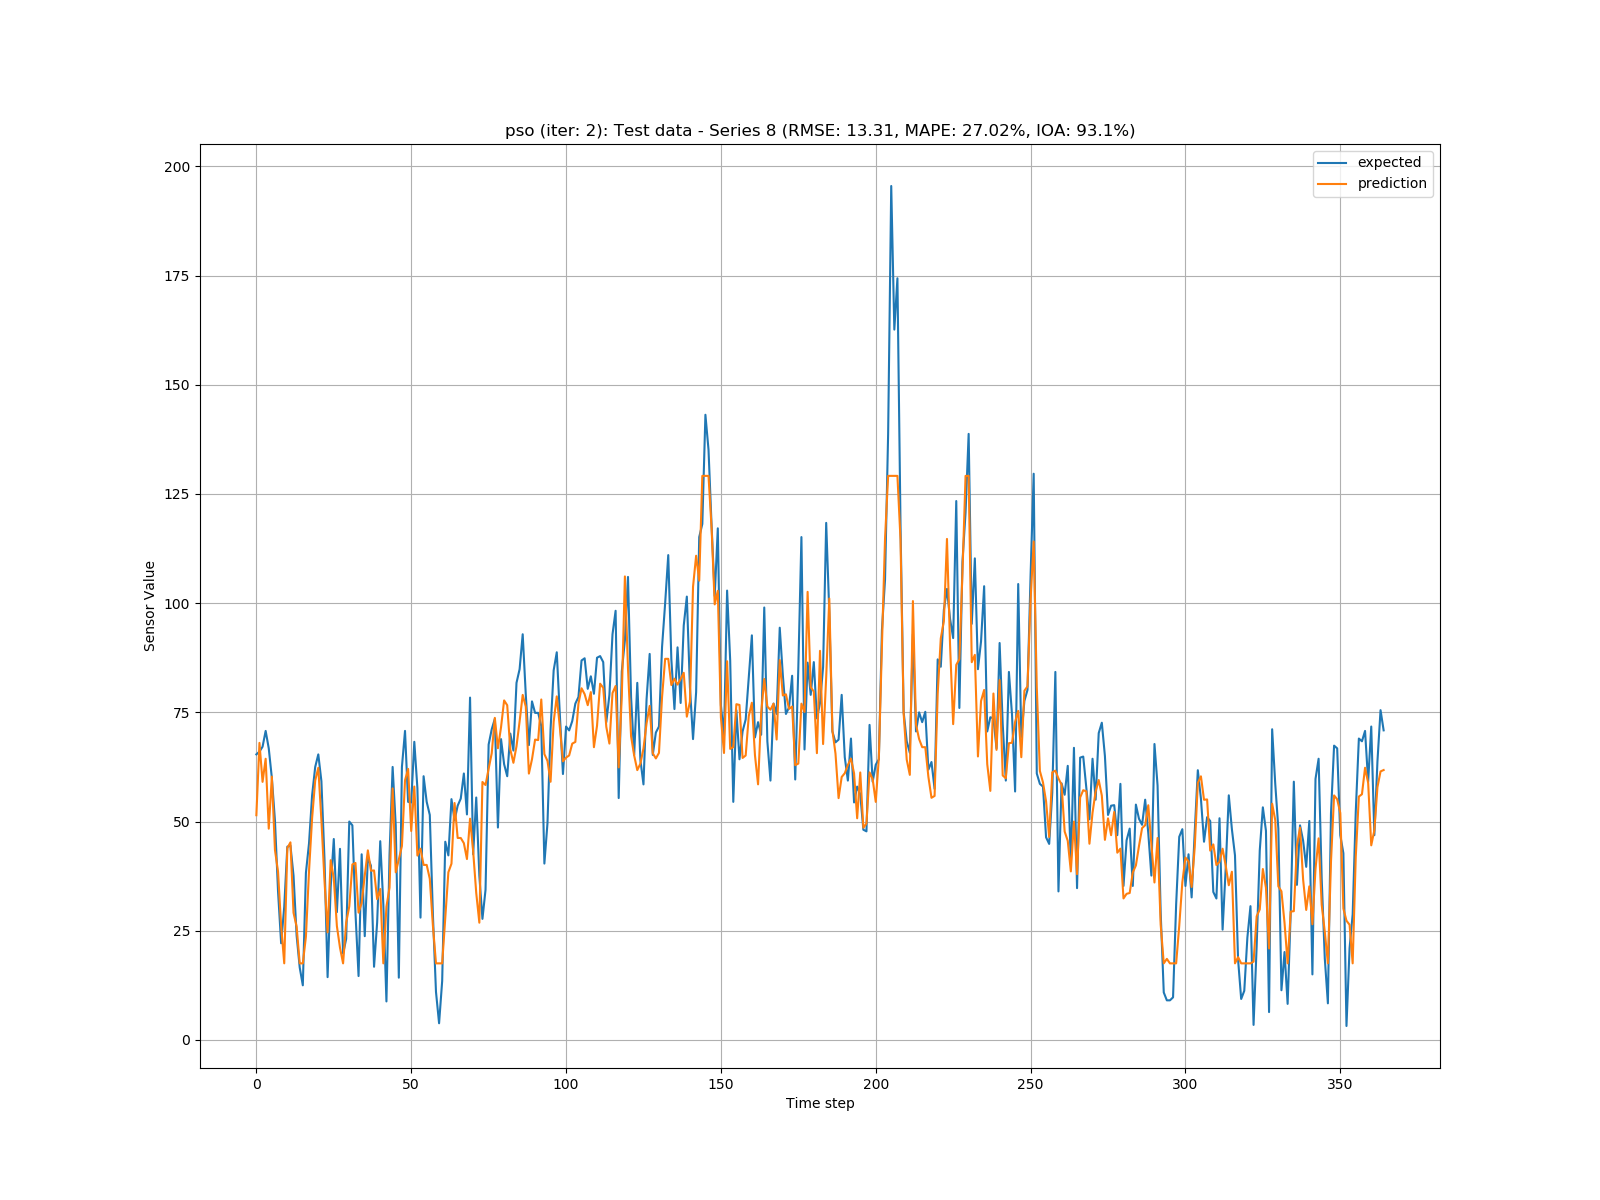 pso (iter: 2): Test data - Series 8 (RMSE: 13.31, MAPE: 27.02%, IOA: 93.1%)
expected
prediction
200
175
150
125
100
75
50
25
0
Sensor Value
0 50 100 150 200 250 300 350
Time step